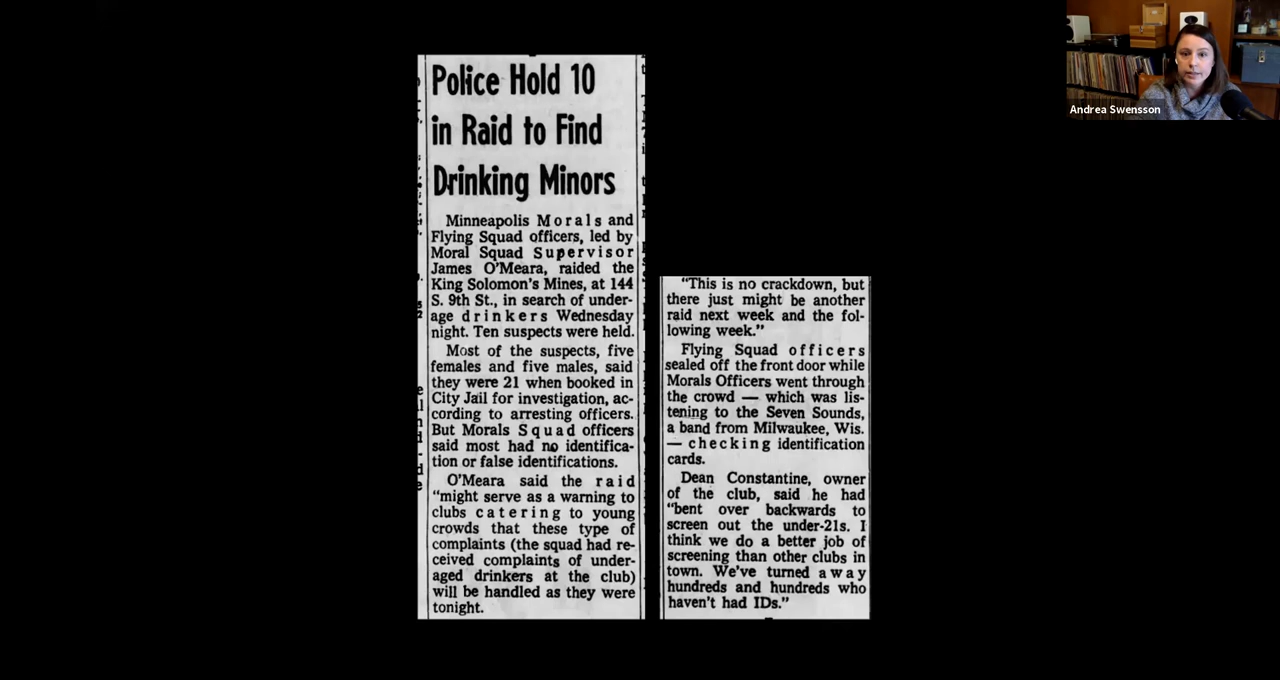 Police Hold 10
in Raid to Find
Drinking Minors
Minneapolis Morals and
Flying Squad officers, led by
Moral Squad Supervisor
James O'Meara, raided the
King Solomon's Mines, at 144
S. 9th St., in search of under-
age drinkers Wednesday
night. Ten suspects were held.
Most of the suspects, five
females and five males, said
they were 21 when booked in
City Jail for investigation, ac-
cording to arresting officers.
But Morals Squad officers
said most had no identifica-
tion or false identifications.
O'Meara said the raid
"might serve as a warning to
clubs catering to young
crowds that these type of
complaints (the squad had re-
ceived complaints of under-
aged drinkers at the club)
will be handled as they were
tonight.
"This is no crackdown, but
there just might be another
raid next week and the fol-
lowing week."
Flying Squad officers
sealed off the front door while
Morals Officers went through
the crowd — which was lis-
tening to the Seven Sounds,
a band from Milwaukee, Wis.
— checking identification
cards.
Dean Constantine, owner
of the club, said he had
"bent over backwards to
screen out the under-21s. I
think we do a better job of
screening than other clubs in
town. We've turned away
hundreds and hundreds who
haven't had IDs."
Andrea Swensson